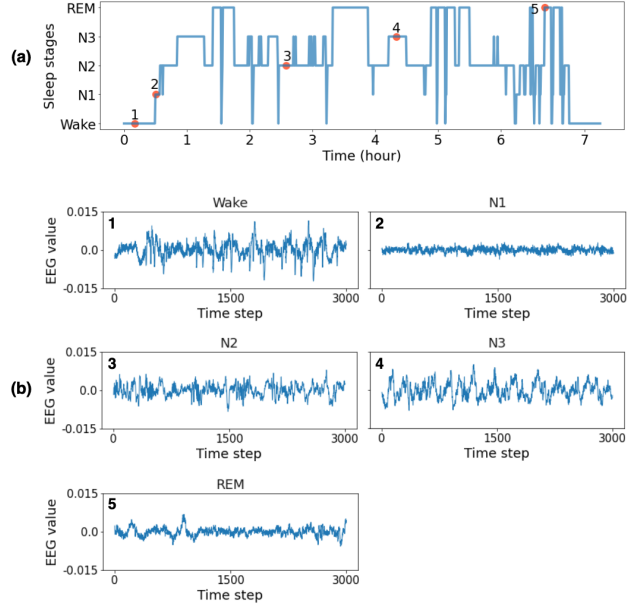 (a)
Sleep stages
REM
N3
N2
N1
Wake
1
2
3
4
5
0 1 2 3 4 5 6 7
Time (hour)
(b)
Wake
1
EEG value
0.015
0.0
-0.015
0 1500 3000
Time step
N1
2
0 1500 3000
Time step
N2
3
EEG value
0.015
0.0
-0.015
0 1500 3000
Time step
N3
4
0 1500 3000
Time step
REM
5
EEG value
0.015
0.0
-0.015
0 1500 3000
Time step